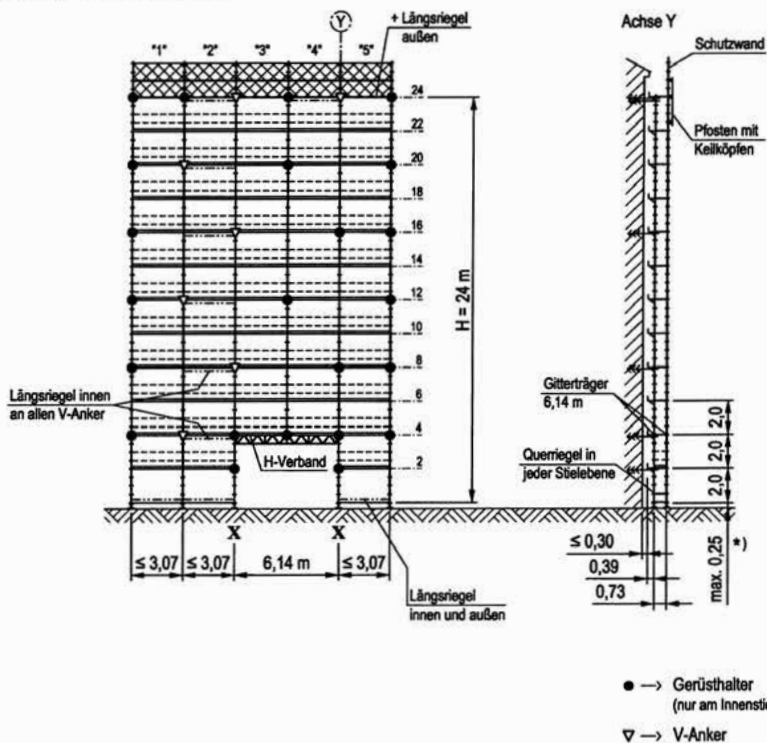 + Längsriegel
außen
Y
"1" "2" "3" "4" "5"
24
22
20
18
16
14
12
10
8
6
4
2
H = 24 m
Längsriegel innen
an allen V-Anker
H-Verband
X X
≤ 3,07 ≤ 3,07 6,14 m ≤ 3,07
Längsriegel
innen und außen
Achse Y
Schutzwand
Pfosten mit
Keilköpfen
Gitterträger
6,14 m
Querriegel in
jeder Stielebene
2,0
2,0
2,0
max. 0,25 *)
≤ 0,30
0,39
0,73
Gerüsthalter
(nur am Innensti
V-Anker